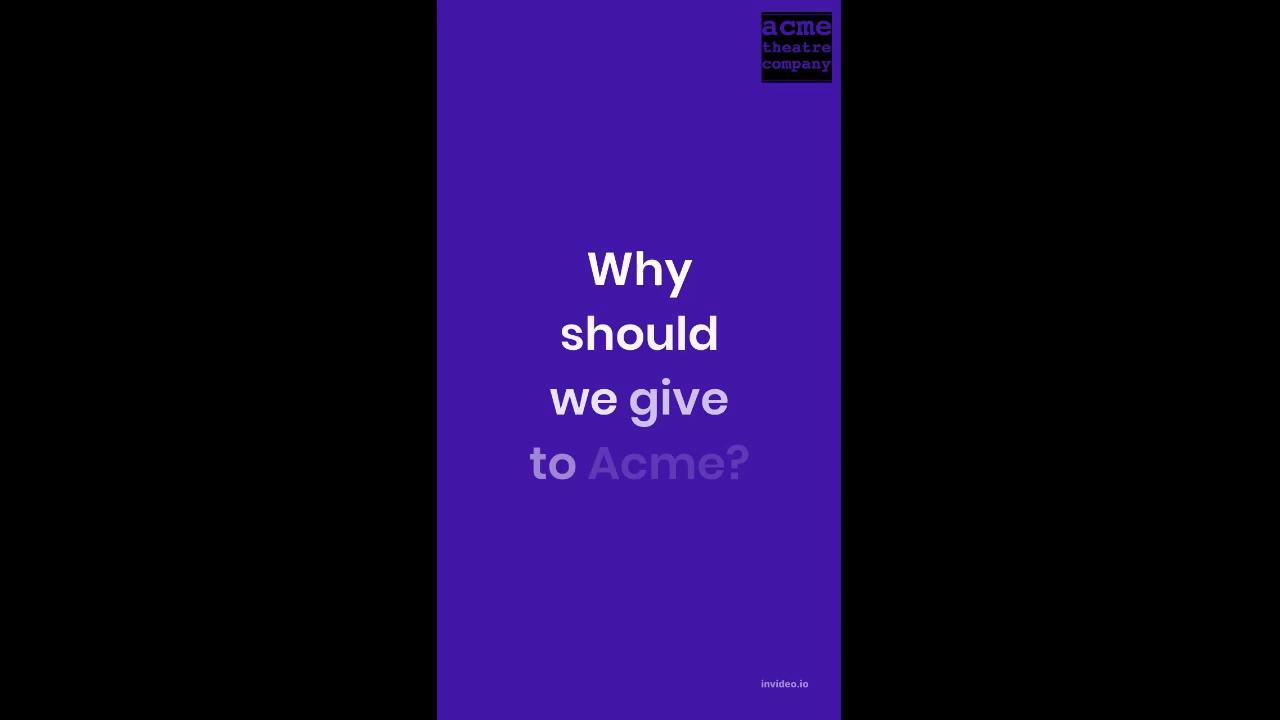 acme
theatre
company
Why
should
we give
to Acme?
invideo.io